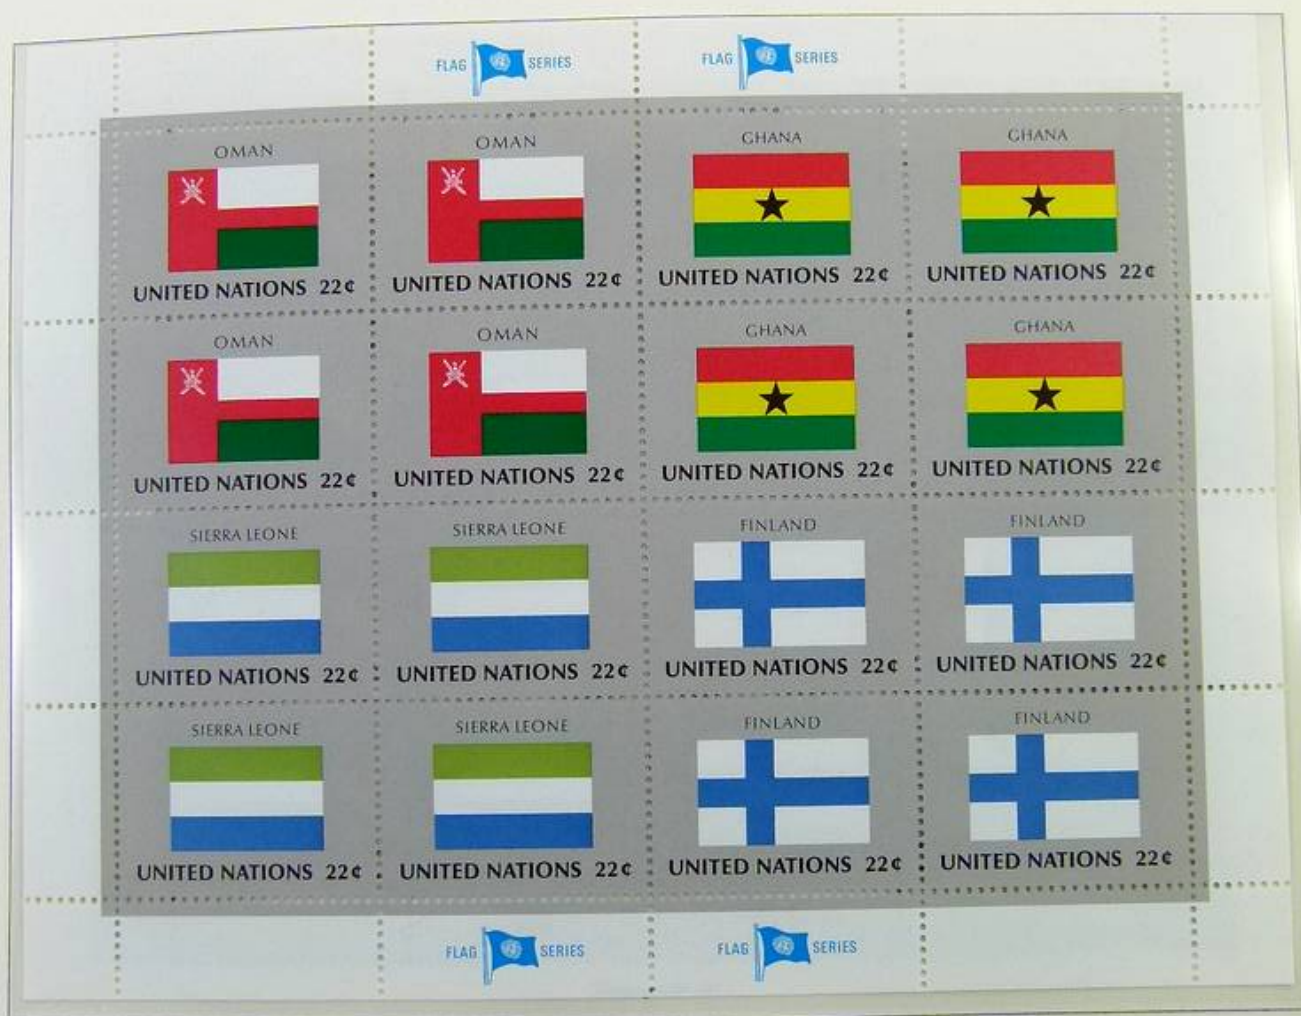 FLAG SERIES FLAG SERIES
OMAN OMAN GHANA GHANA
UNITED NATIONS 22¢ UNITED NATIONS 22¢ UNITED NATIONS 22¢ UNITED NATIONS 22¢
OMAN OMAN GHANA GHANA
UNITED NATIONS 22¢ UNITED NATIONS 22¢ UNITED NATIONS 22¢ UNITED NATIONS 22¢
SIERRA LEONE SIERRA LEONE FINLAND FINLAND
UNITED NATIONS 22¢ UNITED NATIONS 22¢ UNITED NATIONS 22¢ UNITED NATIONS 22¢
SIERRA LEONE SIERRA LEONE FINLAND FINLAND
UNITED NATIONS 22¢ UNITED NATIONS 22¢ UNITED NATIONS 22¢ UNITED NATIONS 22¢
FLAG SERIES FLAG SERIES